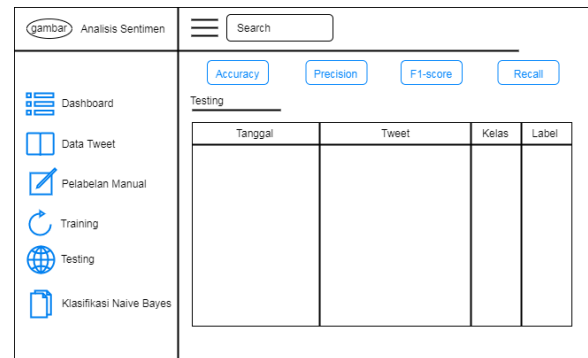 gambar Analisis Sentimen
Search
Dashboard
Data Tweet
Pelabelan Manual
Training
Testing
Klasifikasi Naive Bayes
Accuracy Precision F1-score Recall
Testing
Tanggal Tweet Kelas Label